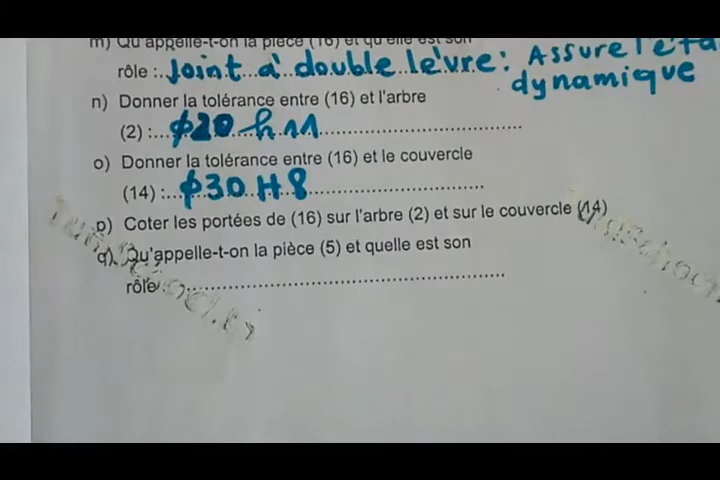 m) Qu'appelle-t-on la pièce (16) et qu'elle est son
rôle :..Joint à double lèvre : Assure l'éta
dynamique
n) Donner la tolérance entre (16) et l'arbre
(2) :....φ20 h11..............................
o) Donner la tolérance entre (16) et le couvercle
(14) :...φ30 H8..............................
p) Coter les portées de (16) sur l'arbre (2) et sur le couvercle (14)
q) Qu'appelle-t-on la pièce (5) et quelle est son
rôle :..................................................